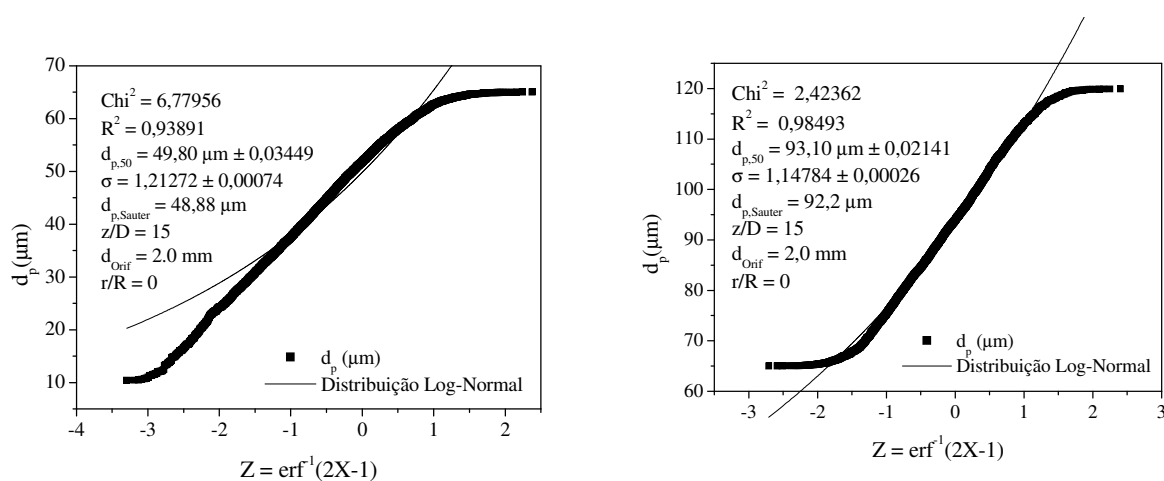 70
60
50
40
30
20
10
d_p(μm)
Chi² = 6,77956
R² = 0,93891
d_p,50 = 49,80 μm ± 0,03449
σ = 1,21272 ± 0,00074
d_p,Sauter = 48,88 μm
z/D = 15
d_Orif = 2.0 mm
r/R = 0
d_p (μm)
Distribuição Log-Normal
-4 -3 -2 -1 0 1 2
Z = erf⁻¹(2X-1)
120
110
100
90
80
70
60
d_p(μm)
Chi² = 2,42362
R² = 0,98493
d_p,50 = 93,10 μm ± 0,02141
σ = 1,14784 ± 0,00026
d_p,Sauter = 92,2 μm
z/D = 15
d_Orif = 2,0 mm
r/R = 0
d_p (μm)
Distribuição Log-Normal
-3 -2 -1 0 1 2 3
Z = erf⁻¹(2X-1)